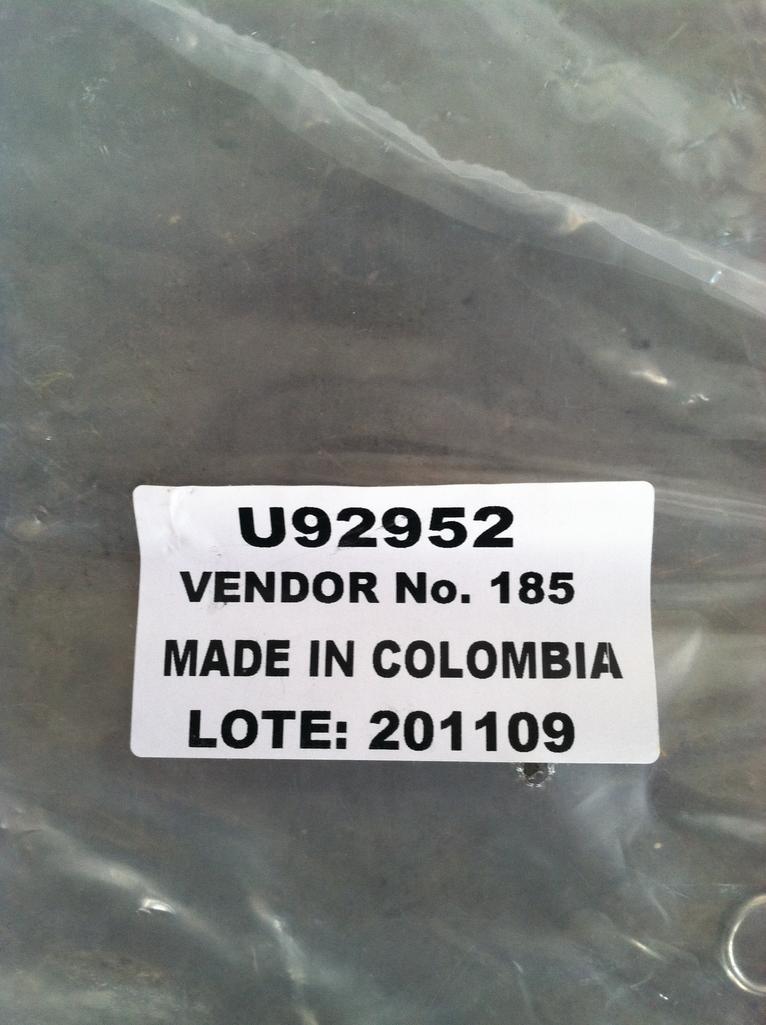 U92952
VENDOR No. 185
MADE IN COLOMBIA
LOTE: 201109